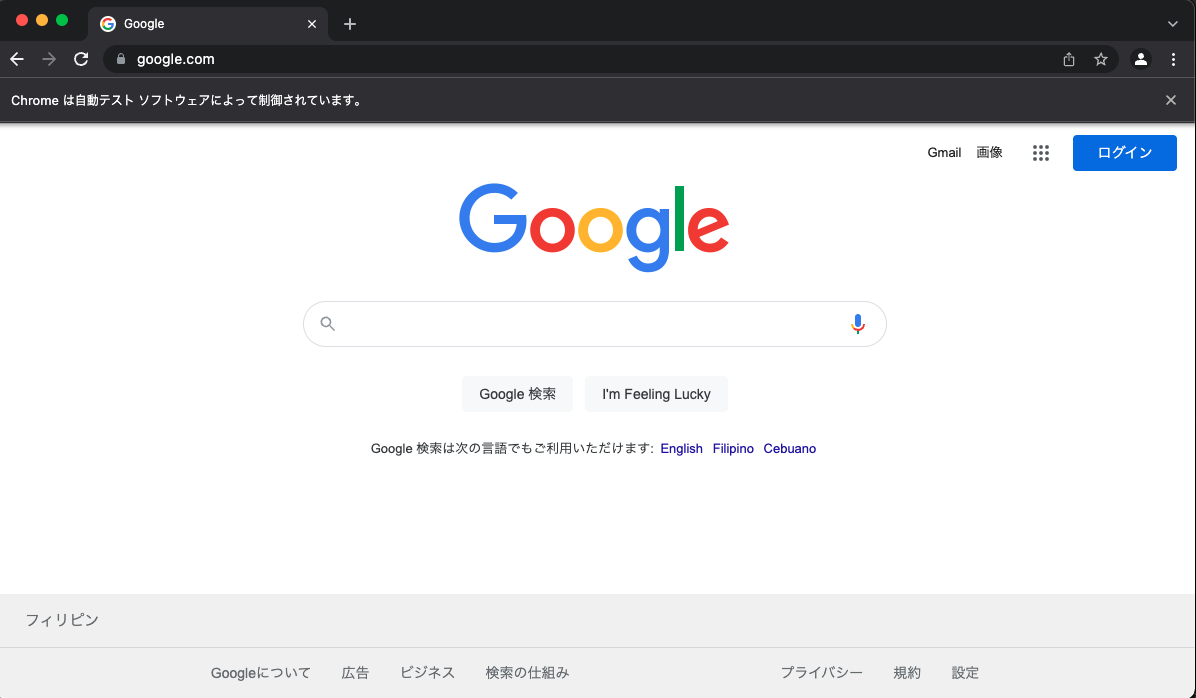 Google
google.com
Chrome は自動テスト ソフトウェアによって制御されています。
Gmail 画像 ログイン
Google
Google 検索 I'm Feeling Lucky
Google 検索は次の言語でもご利用いただけます: English Filipino Cebuano
フィリピン
Googleについて 広告 ビジネス 検索の仕組み プライバシー 規約 設定